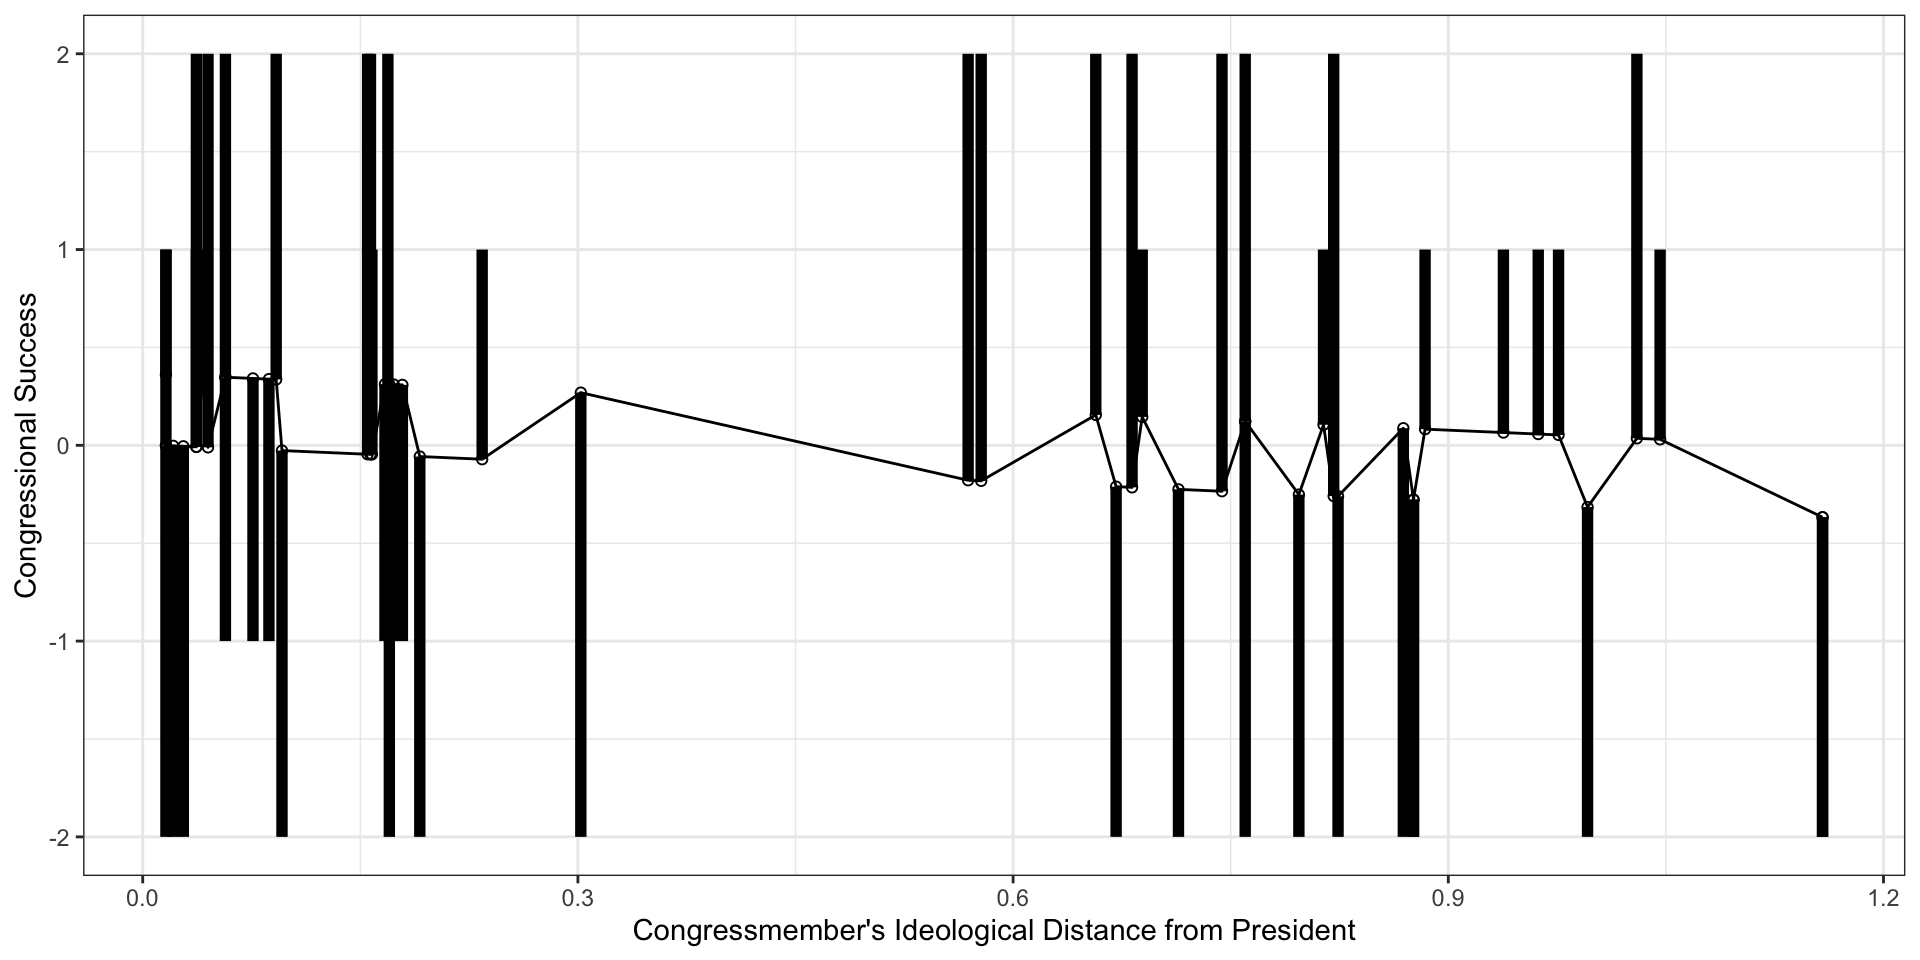 2
1
0
-1
-2
Congressional Success
0.0 0.3 0.6 0.9 1.2
Congressmember's Ideological Distance from President